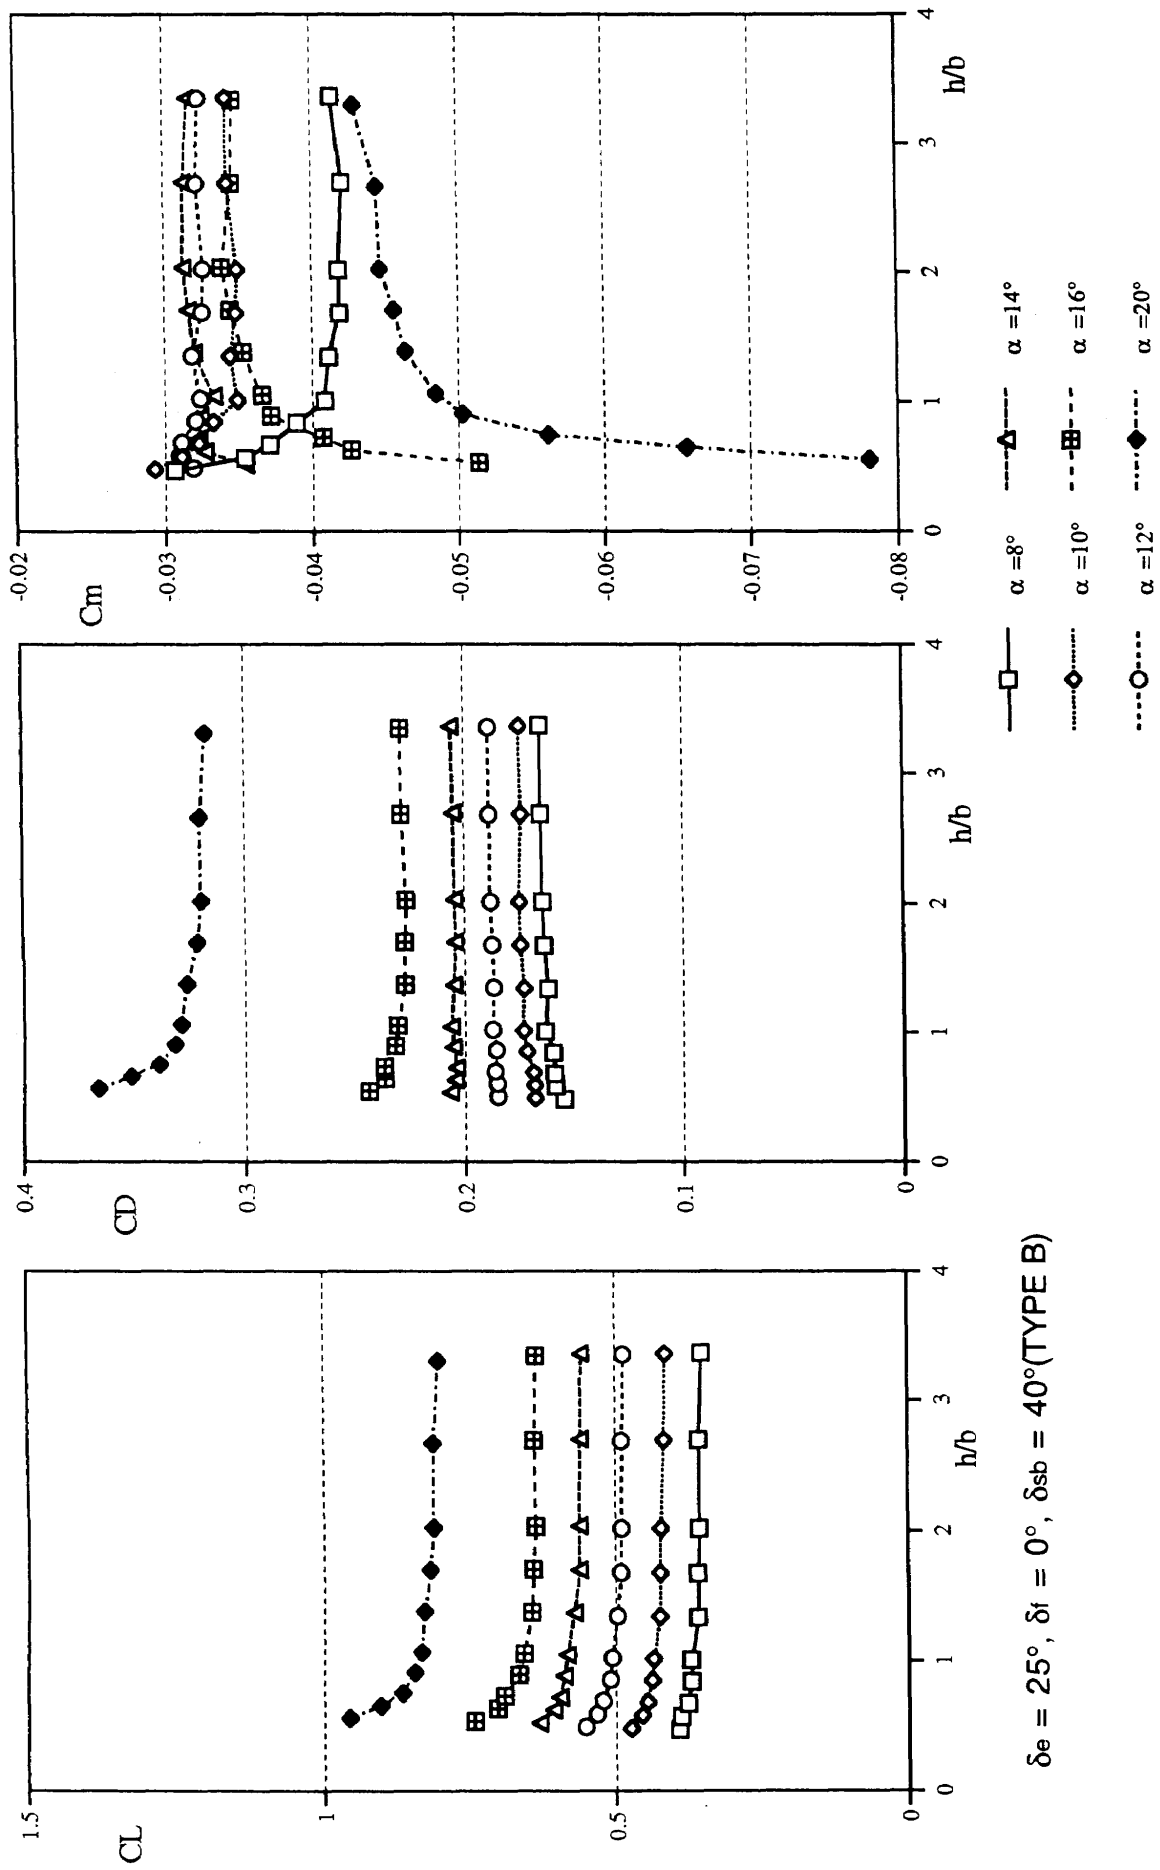 1.5
CL
1
0.5
0
0
1
2
3
4
h/b
0.4
CD
0.3
0.2
0.1
0
0
1
2
3
4
h/b
-0.02
Cm
-0.03
-0.04
-0.05
-0.06
-0.07
-0.08
0
1
2
3
4
h/b
δe = 25°, δf = 0°, δsb = 40°(TYPE B)
α =8°
α =14°
α =10°
α =16°
α =12°
α =20°